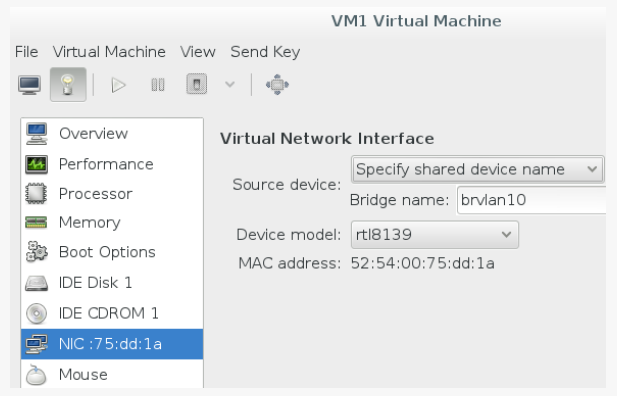 VM1 Virtual Machine
File Virtual Machine View Send Key
Overview
Performance
Processor
Memory
Boot Options
IDE Disk 1
IDE CDROM 1
NIC :75:dd:1a
Mouse
Virtual Network Interface
Source device: Specify shared device name
Bridge name: brvlan10
Device model: rtl8139
MAC address: 52:54:00:75:dd:1a